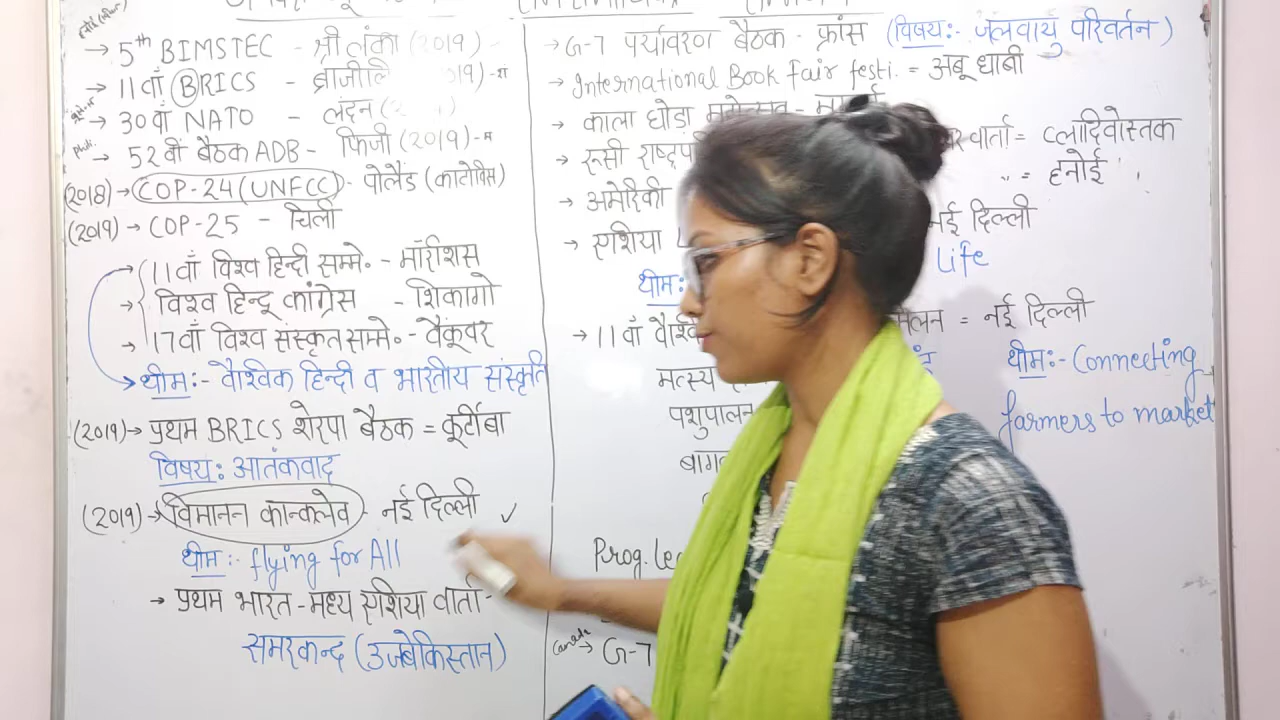 → 5th BIMSTEC - श्री लंका (2019) -
→ 11वाँ BRICS - ब्राजील 19)-
→ 30वाँ NATO - लंदन (2
→ 52वीं बैठक ADB - फिजी (2019)-
(2018) → COP-24 (UNFCC) - पोलैंड (काटोविस)
(2019) → COP-25 - चिली
11वाँ विश्व हिन्दी सम्मे. - मॉरीशस
→ विश्व हिन्दू कांग्रेस - शिकागो
→ 17वाँ विश्व संस्कृत सम्मे. - वैंकूवर
→ थीम:- वैश्विक हिन्दी व भारतीय संस्कृति
(2019) → प्रथम BRICS शेरपा बैठक = कूर्टीबा
विषय: आतंकवाद
(2019) → विमानन कान्क्लेव - नई दिल्ली ✓
थीम:- flying for All
→ प्रथम भारत-मध्य एशिया वार्ता -
समरकन्द (उज्बेकिस्तान)
→ G-7 पर्यावरण बैठक - फ्रांस (विषय:- जलवायु परिवर्तन)
→ International Book fair festi. = अबू धाबी
→ काला घोडा
→ रूसी वार्ता = व्लादिवोस्तक
→ अमेरिकी " = हनोई
→ एशिया नई दिल्ली
थीम: Life
→ 11वाँ = नई दिल्ली
मत्स्य थीम:- Connecting
पशुपालन farmers to market
Prog.
Canada → G-7